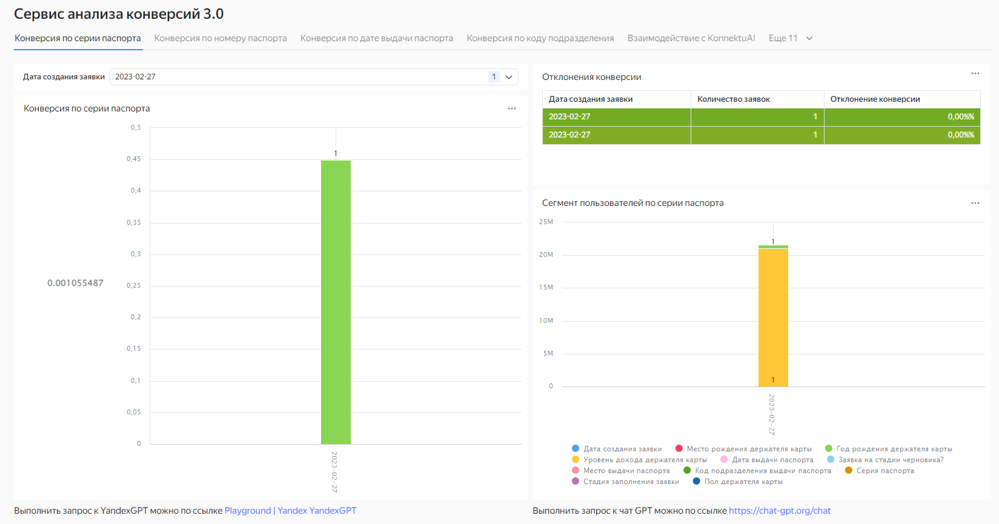 Сервис анализа конверсий 3.0
Конверсия по серии паспорта Конверсия по номеру паспорта Конверсия по дате выдачи паспорта Конверсия по коду подразделения Взаимодействие с KonnektuAI Еще 11
Дата создания заявки 2023-02-27 1
Конверсия по серии паспорта
0.001055487
0,5
0,45
0,4
0,35
0,3
0,25
0,2
0,15
0,1
0,05
0
1
2023-02-27
Отклонения конверсии
Дата создания заявки Количество заявок Отклонение конверсии
2023-02-27 1 0,00%%
2023-02-27 1 0,00%%
Сегмент пользователей по серии паспорта
25M
20M
15M
10M
5M
0
1
1
2023-02-27
Дата создания заявки Место рождения держателя карты Год рождения держателя карты
Уровень дохода держателя карты Дата выдачи паспорта Заявка на стадии черновика?
Место выдачи паспорта Код подразделения выдачи паспорта Серия паспорта
Стадия заполнения заявки Пол держателя карты
Выполнить запрос к YandexGPT можно по ссылке Playground | Yandex YandexGPT
Выполнить запрос к чат GPT можно по ссылке https://chat-gpt.org/chat